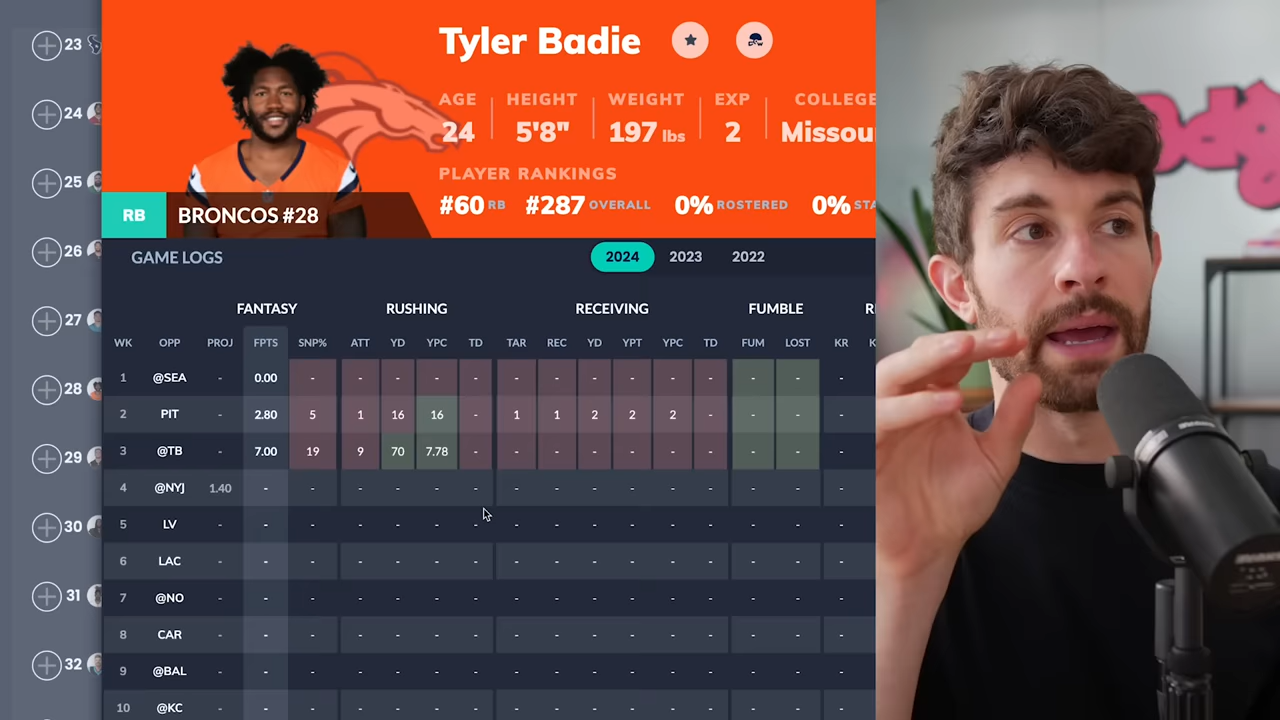 Tyler Badie
AGE HEIGHT WEIGHT EXP COLLEGE
24 5'8" 197 lbs 2 Missou
PLAYER RANKINGS
#60 RB #287 OVERALL 0% ROSTERED 0% STA
RB BRONCOS #28
GAME LOGS 2024 2023 2022
FANTASY RUSHING RECEIVING FUMBLE R
WK OPP PROJ FPTS SNP% ATT YD YPC TD TAR REC YD YPT YPC TD FUM LOST KR K
1 @SEA - 0.00 - - - - - - - - - - - - - -
2 PIT - 2.80 5 1 16 16 - 1 1 2 2 2 - - - -
3 @TB - 7.00 19 9 70 7.78 - - - - - - - - - -
4 @NYJ 1.40 - - - - - - - - - - - - - - - -
5 LV - - - - - - - - - - - - - - - - -
6 LAC - - - - - - - - - - - - - - - - -
7 @NO - - - - - - - - - - - - - - - - -
8 CAR - - - - - - - - - - - - - - - - -
9 @BAL - - - - - - - - - - - - - - - - -
10 @KC - - - - - - - - - - - - - - - - -
23
24
25
26
27
28
29
30
31
32